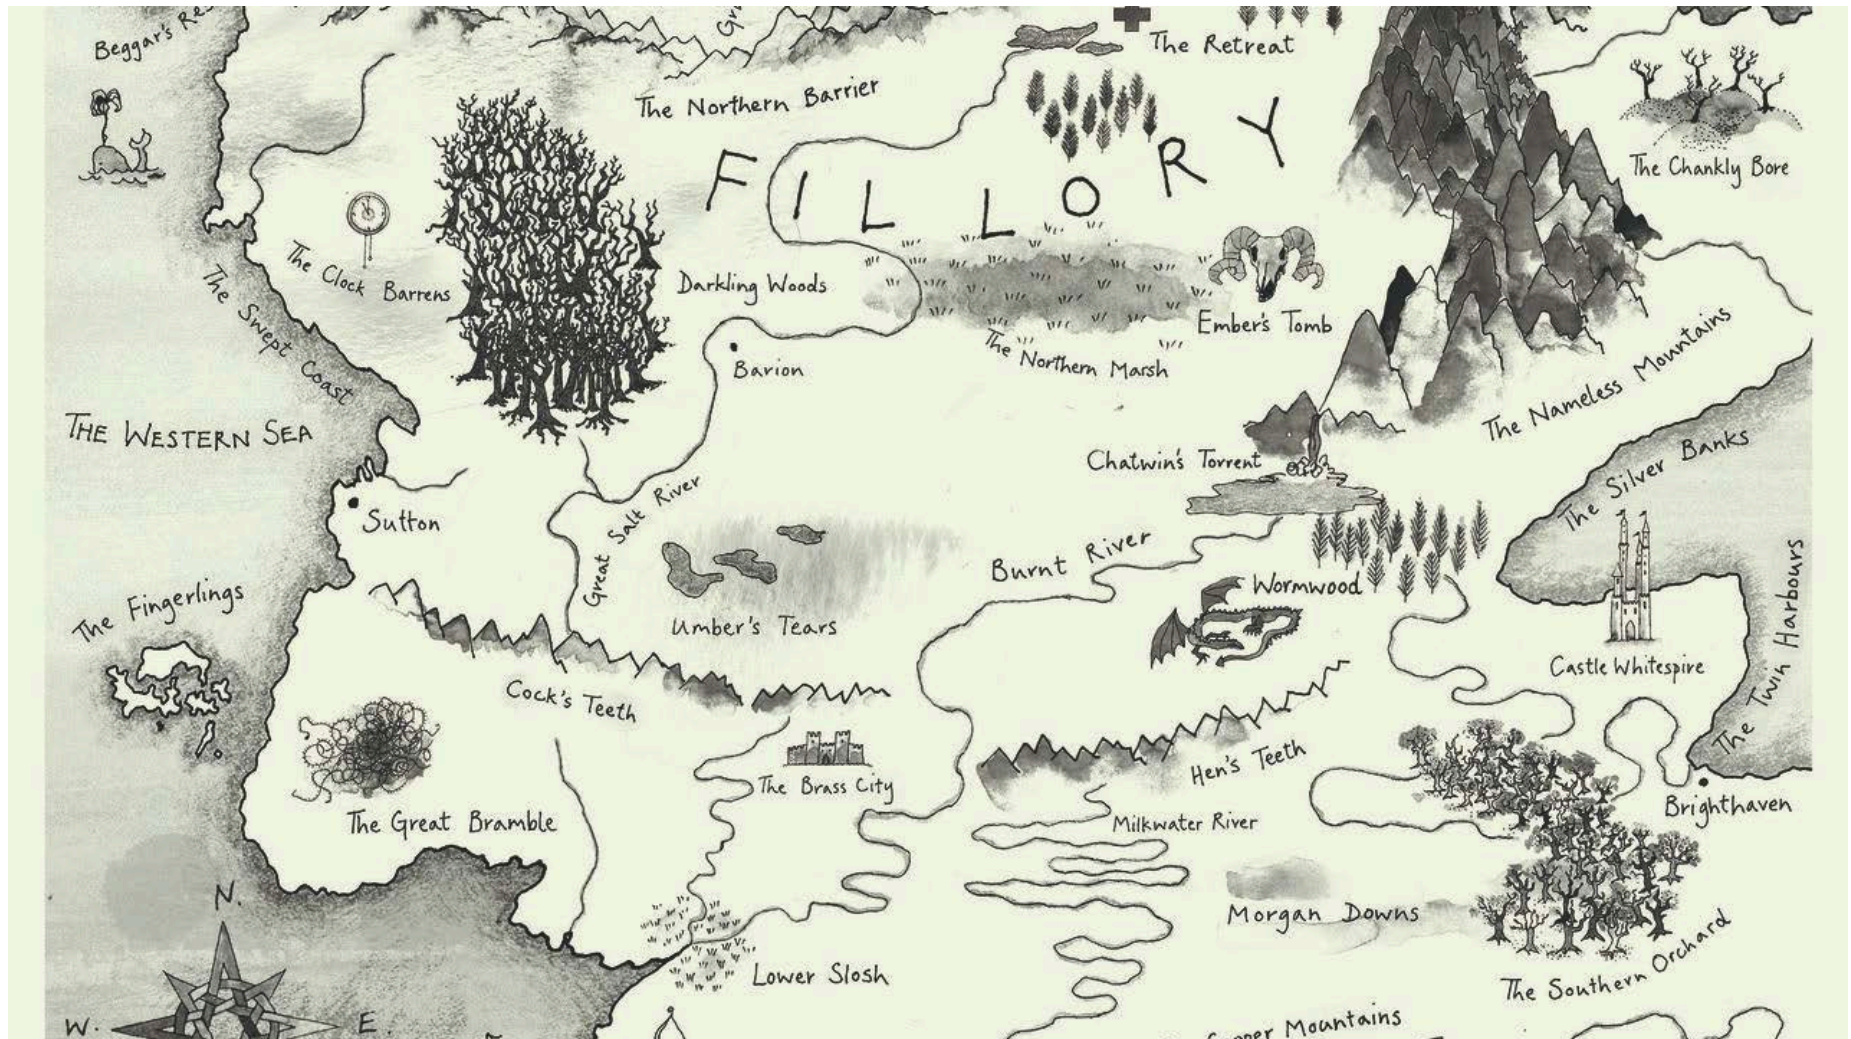 Beggar's
The Retreat
The Northern Barrier
FILLORY
The Chankly Bore
The Clock Barrens
The Swept Coast
Darkling Woods
Ember's Tomb
The Northern Marsh
Barion
The Nameless Mountains
THE WESTERN SEA
Chatwin's Torrent
The Silver Banks
Sutton
Great Salt River
Burnt River
Wormwood
The Fingerlings
Umber's Tears
Castle Whitespire
The Twin Harbours
Cock's Teeth
Hen's Teeth
The Brass City
Brighthaven
The Great Bramble
Milkwater River
N.
Morgan Downs
Lower Slosh
The Southern Orchard
W.
E.
Mountains